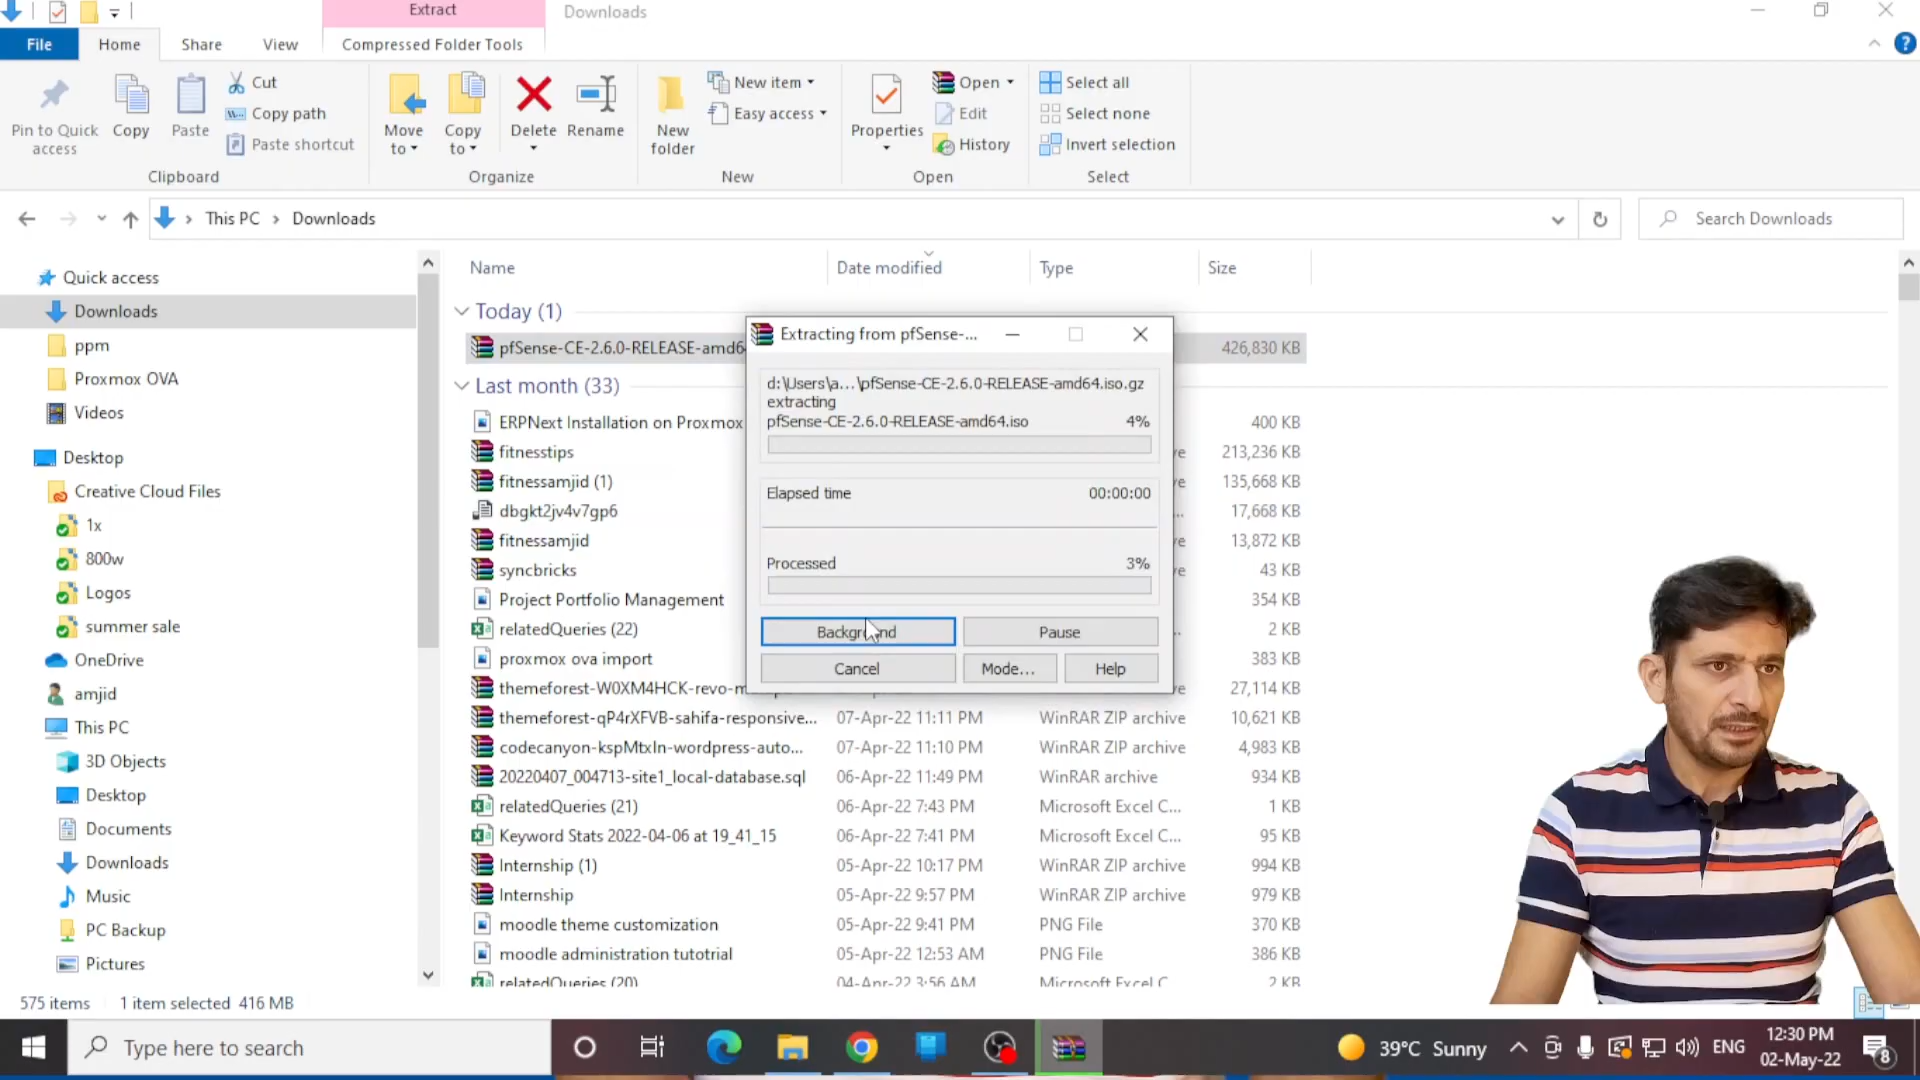 Extract
Downloads
File
Home
Share
View
Compressed Folder Tools
Pin to Quick access
Copy
Paste
Cut
Copy path
Paste shortcut
Clipboard
Move to
Copy to
Delete
Rename
Organize
New folder
New item
Easy access
New
Properties
Open
Edit
History
Open
Select all
Select none
Invert selection
Select
This PC > Downloads
Search Downloads
Quick access
Downloads
ppm
Proxmox OVA
Videos
Desktop
Creative Cloud Files
1x
800w
Logos
summer sale
OneDrive
amjid
This PC
3D Objects
Desktop
Documents
Downloads
Music
PC Backup
Pictures
Name Date modified Type Size
Today (1)
pfSense-CE-2.6.0-RELEASE-amd6 426,830 KB
Last month (33)
ERPNext Installation on Proxmox 400 KB
fitnesstips 213,236 KB
fitnessamjid (1) 135,668 KB
dbgkt2jv4v7gp6 17,668 KB
fitnessamjid 13,872 KB
syncbricks 43 KB
Project Portfolio Management 354 KB
relatedQueries (22) 2 KB
proxmox ova import 383 KB
themeforest-W0XM4HCK-revo-m 27,114 KB
themeforest-qP4rXFVB-sahifa-responsive... 07-Apr-22 11:11 PM WinRAR ZIP archive 10,621 KB
codecanyon-kspMtxIn-wordpress-auto... 07-Apr-22 11:10 PM WinRAR ZIP archive 4,983 KB
20220407_004713-site1_local-database.sql 06-Apr-22 11:49 PM WinRAR archive 934 KB
relatedQueries (21) 06-Apr-22 7:43 PM Microsoft Excel C... 1 KB
Keyword Stats 2022-04-06 at 19_41_15 06-Apr-22 7:41 PM Microsoft Excel C... 95 KB
Internship (1) 05-Apr-22 10:17 PM WinRAR ZIP archive 994 KB
Internship 05-Apr-22 9:57 PM WinRAR ZIP archive 979 KB
moodle theme customization 05-Apr-22 9:41 PM PNG File 370 KB
moodle administration tutotrial 05-Apr-22 12:53 AM PNG File 386 KB
relatedQueries (20) 04-Apr-22 3:56 AM Microsoft Excel C... 2 KB
Extracting from pfSense-...
d:\Users\a...\pfSense-CE-2.6.0-RELEASE-amd64.iso.gz
extracting
pfSense-CE-2.6.0-RELEASE-amd64.iso 4%
Elapsed time 00:00:00
Processed 3%
Background
Pause
Cancel
Mode...
Help
575 items 1 item selected 416 MB
Type here to search
39°C Sunny
ENG
12:30 PM
02-May-22
8